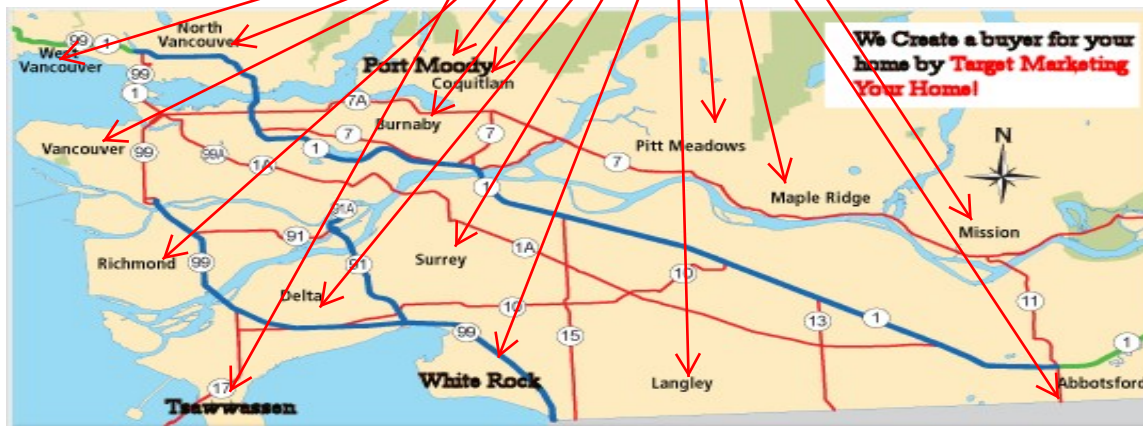 North
Vancouver
99
1
West
Vancouver
99
1
We Create a buyer for your
home by Target Marketing
Your Home!
Port Moody
Coquitlam
7A
Burnaby
7
7
1
Vancouver
99
99A
1A
Pitt Meadows
7
N
1
Maple Ridge
91A
Mission
91
1A
Richmond
99
91
Surrey
10
Delta
10
11
15
13
1
99
1
17
White Rock
Langley
Abbotsford
Tsawwassen